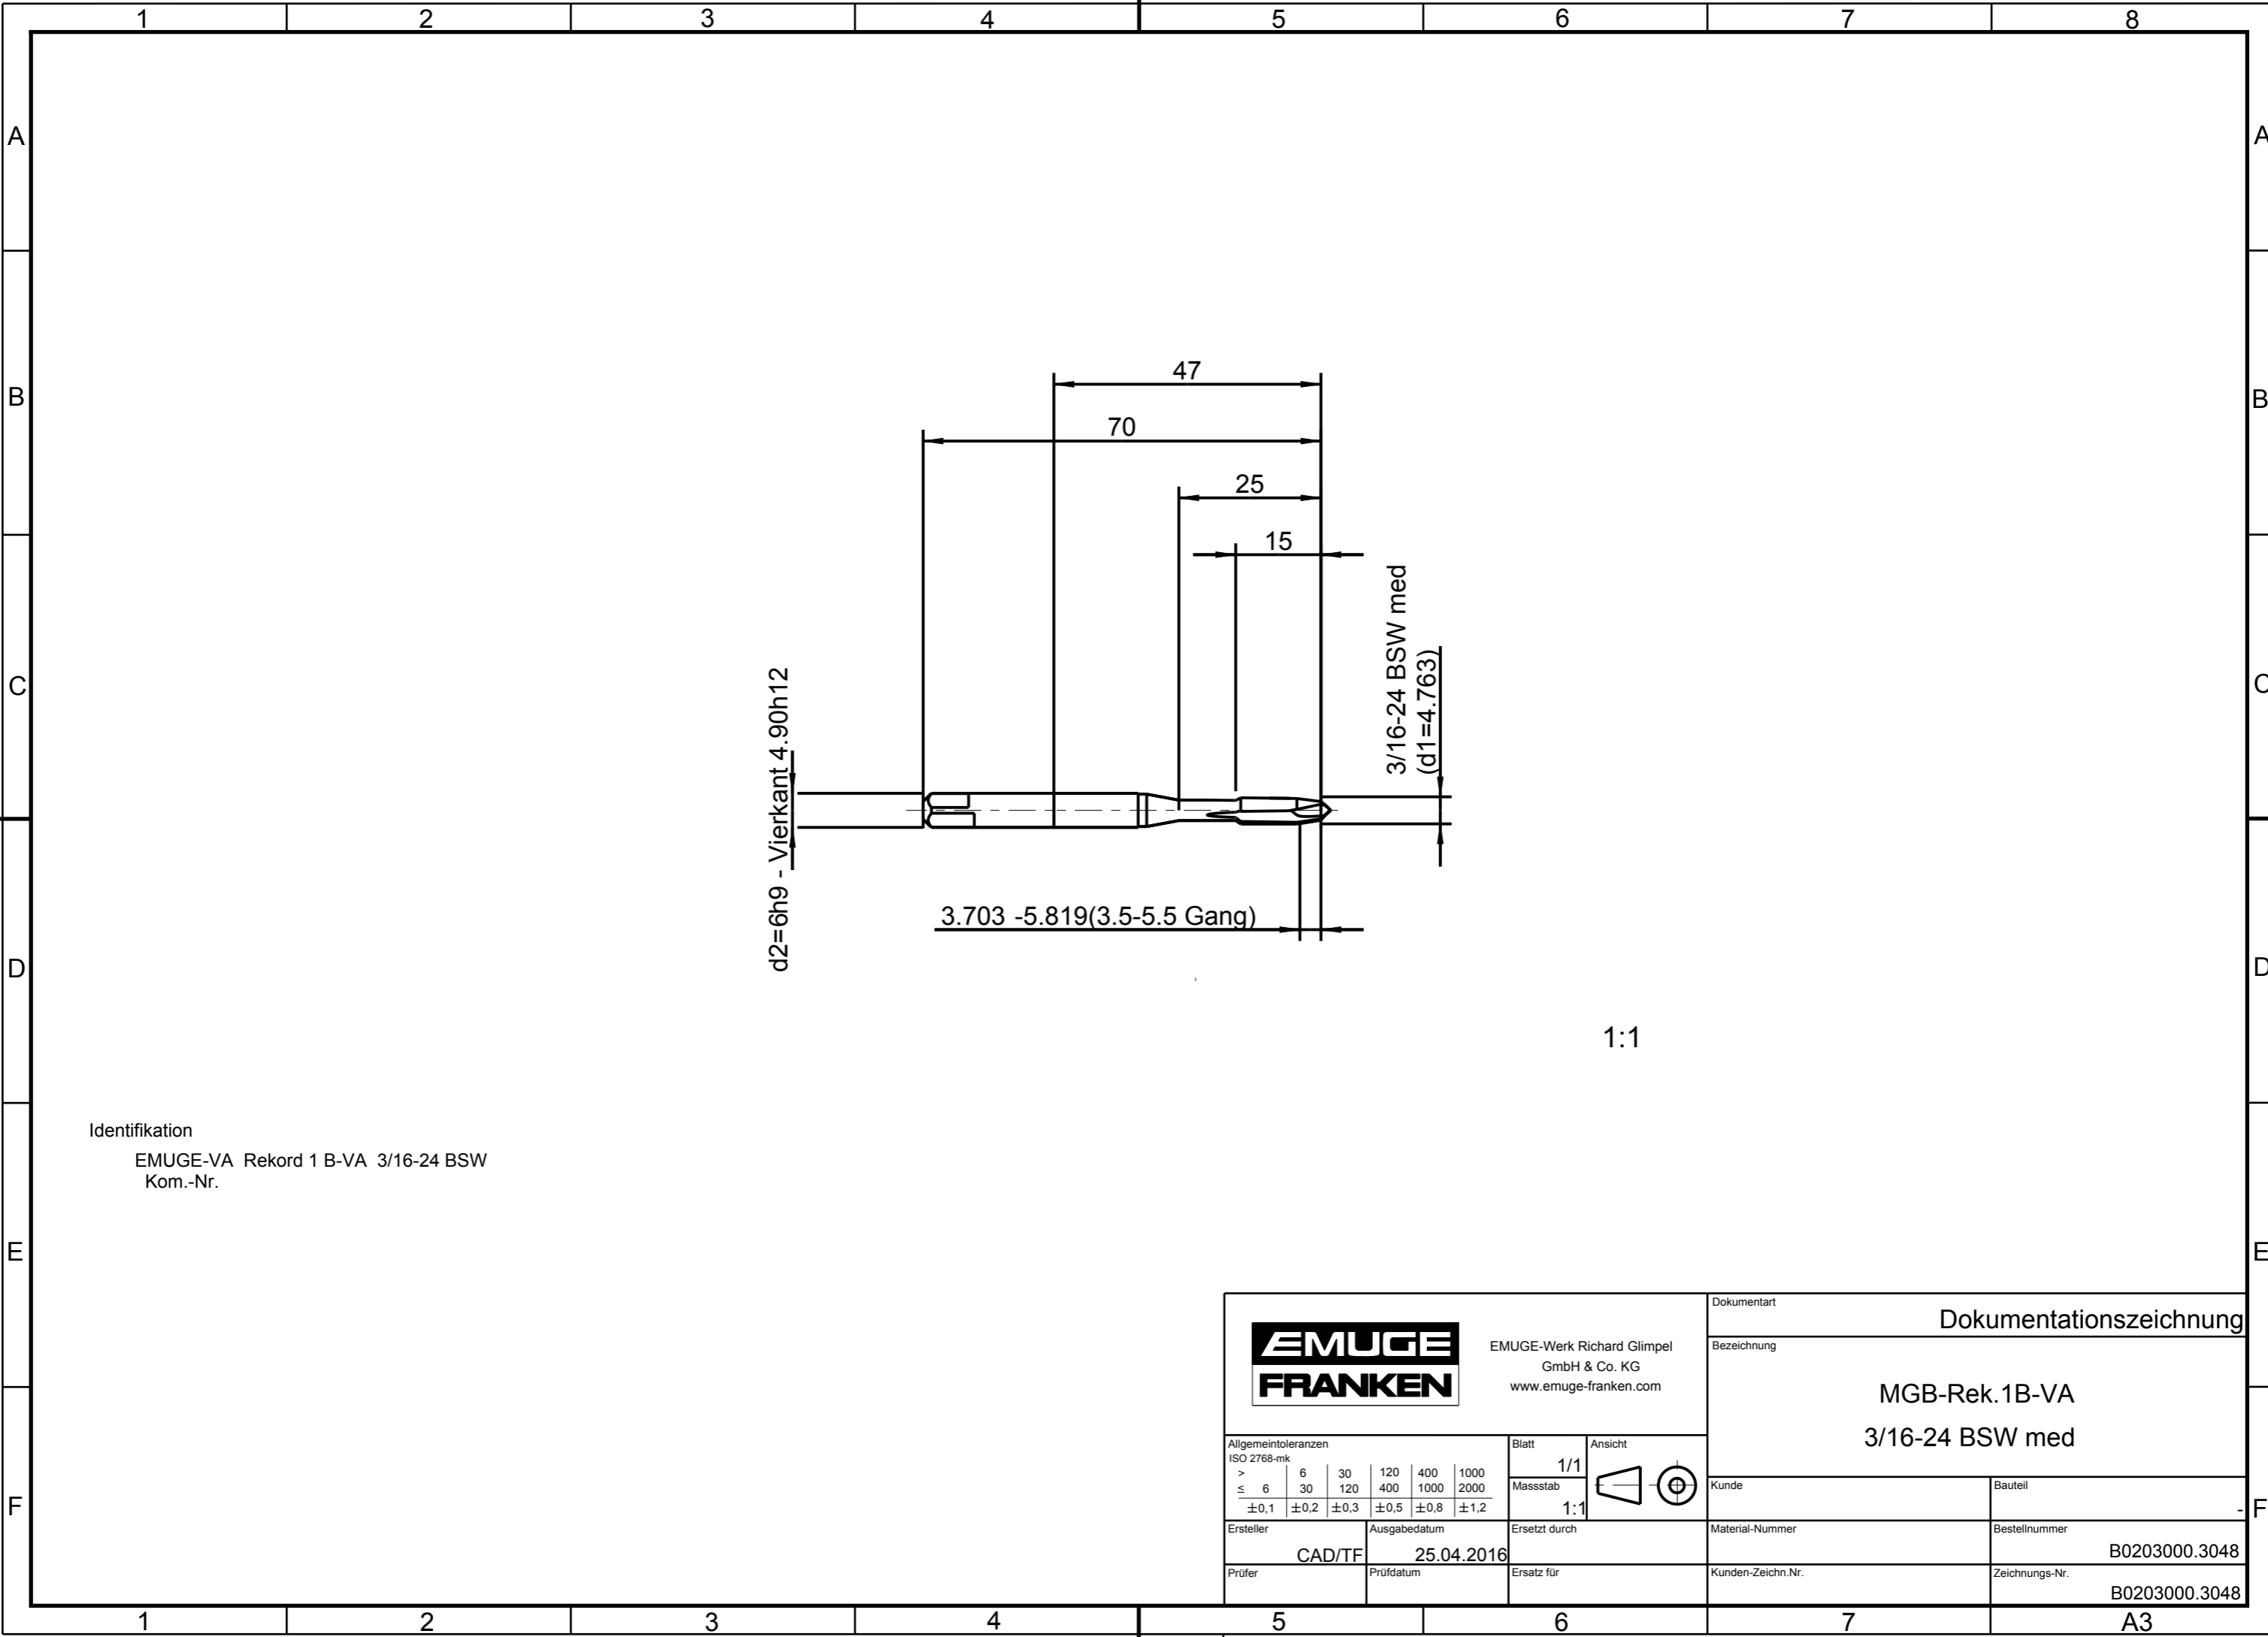 1 2 3 4 5 6 7 8
A A
B B
C C
D D
E E
F F
47
70
25
15
3/16-24 BSW med
(d1=4.763)
d2=6h9 - Vierkant 4.90h12
3.703 -5.819(3.5-5.5 Gang)
1:1
Identifikation
EMUGE-VA Rekord 1 B-VA 3/16-24 BSW
Kom.-Nr.
EMUGE
FRANKEN
EMUGE-Werk Richard Glimpel
GmbH & Co. KG
www.emuge-franken.com
Dokumentart
Dokumentationszeichnung
Bezeichnung
MGB-Rek.1B-VA
3/16-24 BSW med
Allgemeintoleranzen
ISO 2768-mk
> 6 30 120 400 1000
≤ 6 30 120 400 1000 2000
±0,1 ±0,2 ±0,3 ±0,5 ±0,8 ±1,2
Blatt
1/1
Massstab
1:1
Ansicht
Kunde
Bauteil
-
Ersteller
CAD/TF
Ausgabedatum
25.04.2016
Ersetzt durch
Material-Nummer
Bestellnummer
B0203000.3048
Prüfer
Prüfdatum
Ersatz für
Kunden-Zeichn.Nr.
Zeichnungs-Nr.
B0203000.3048
1 2 3 4 5 6 7 A3